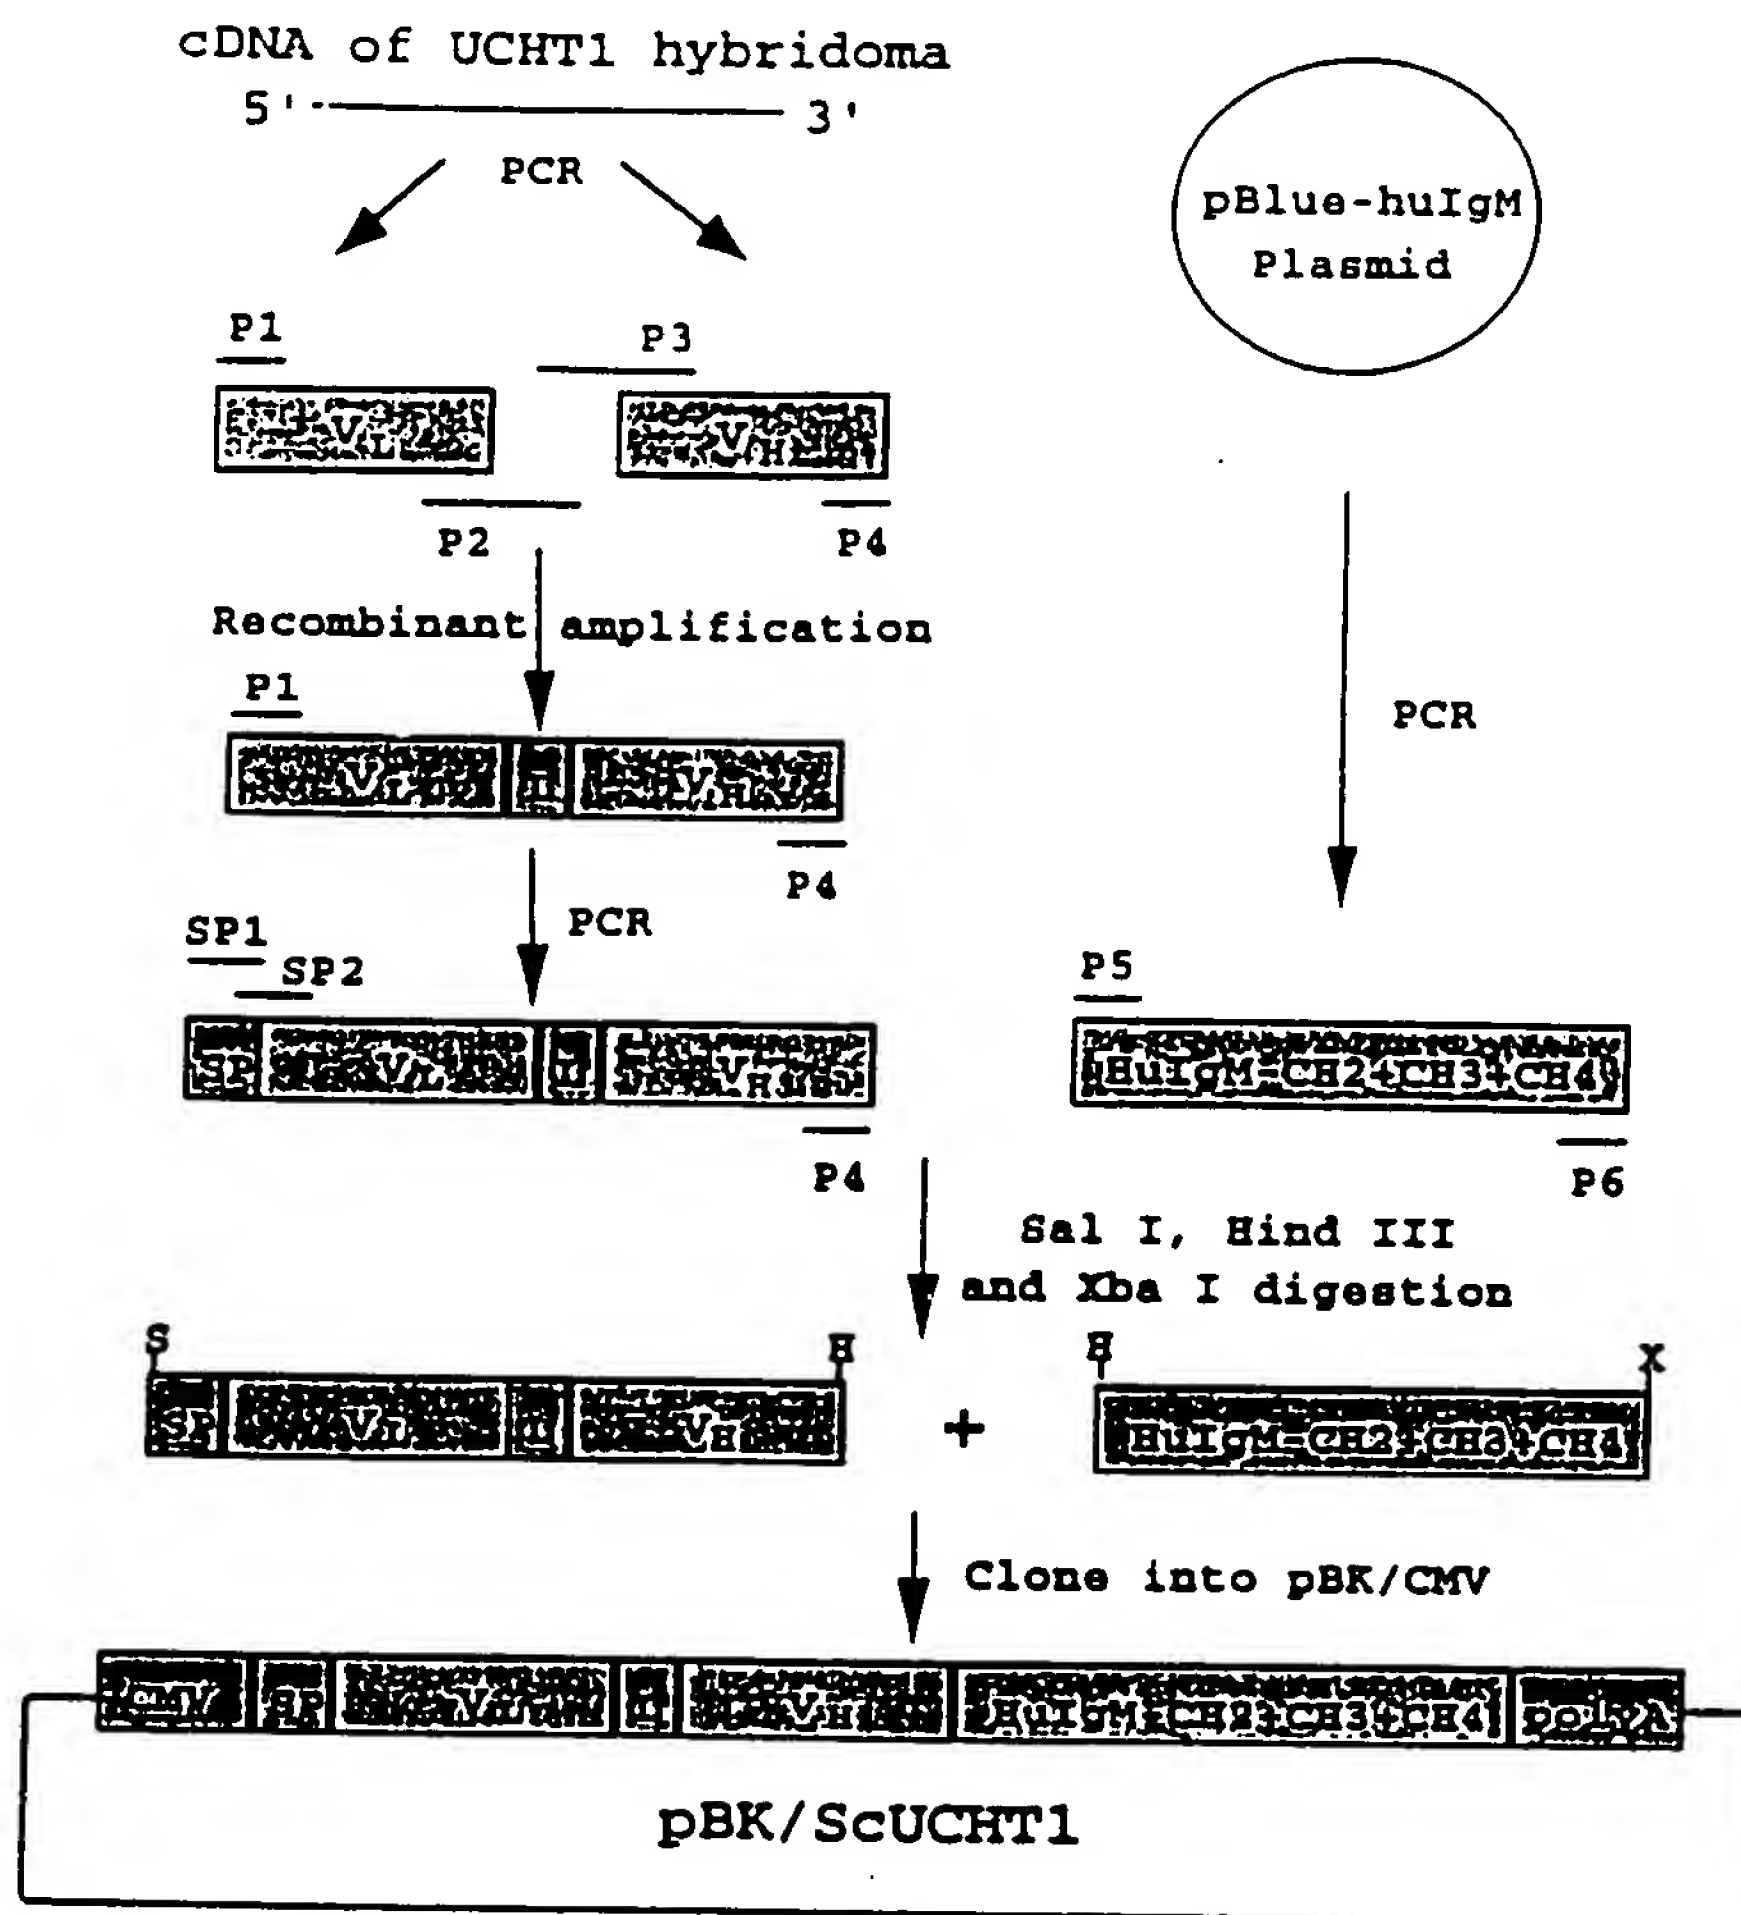 cDNA of UCHT1 hybridoma
5' 3'
PCR
pBlue-huIgM
Plasmid
P1
P3
VL
VH
P2
P4
Recombinant amplification
P1
PCR
VL
VH
P4
PCR
SP1
SP2
P5
SP VL VH
HuIgM-CH2+CH3+CH4
P4
P6
Sal I, Hind III
and Xba I digestion
S H H X
SP VL VH
+
HuIgM-CH2+CH3+CH4
Clone into pBK/CMV
CMV SP VL VH HuIgM-CH2+CH3+CH4 polyA
pBK/ScUCHT1